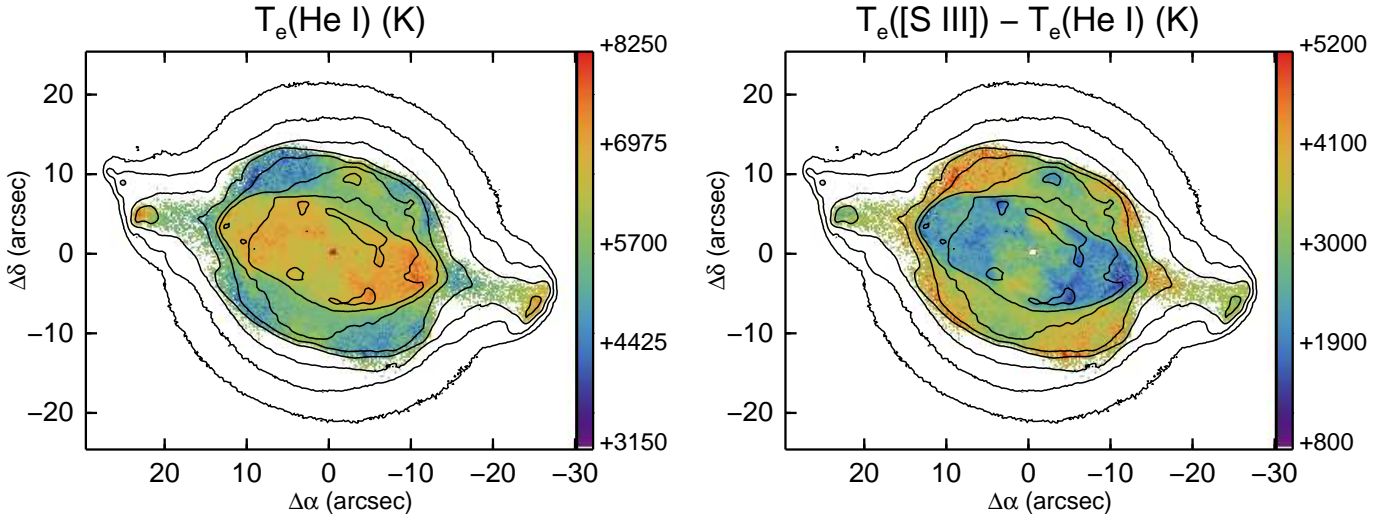 Tₑ(He I) (K)
20
10
0
−10
−20
Δδ (arcsec)
20 10 0 −10 −20 −30
Δα (arcsec)
+8250
+6975
+5700
+4425
+3150
Tₑ([S III]) − Tₑ(He I) (K)
20
10
0
−10
−20
Δδ (arcsec)
20 10 0 −10 −20 −30
Δα (arcsec)
+5200
+4100
+3000
+1900
+800